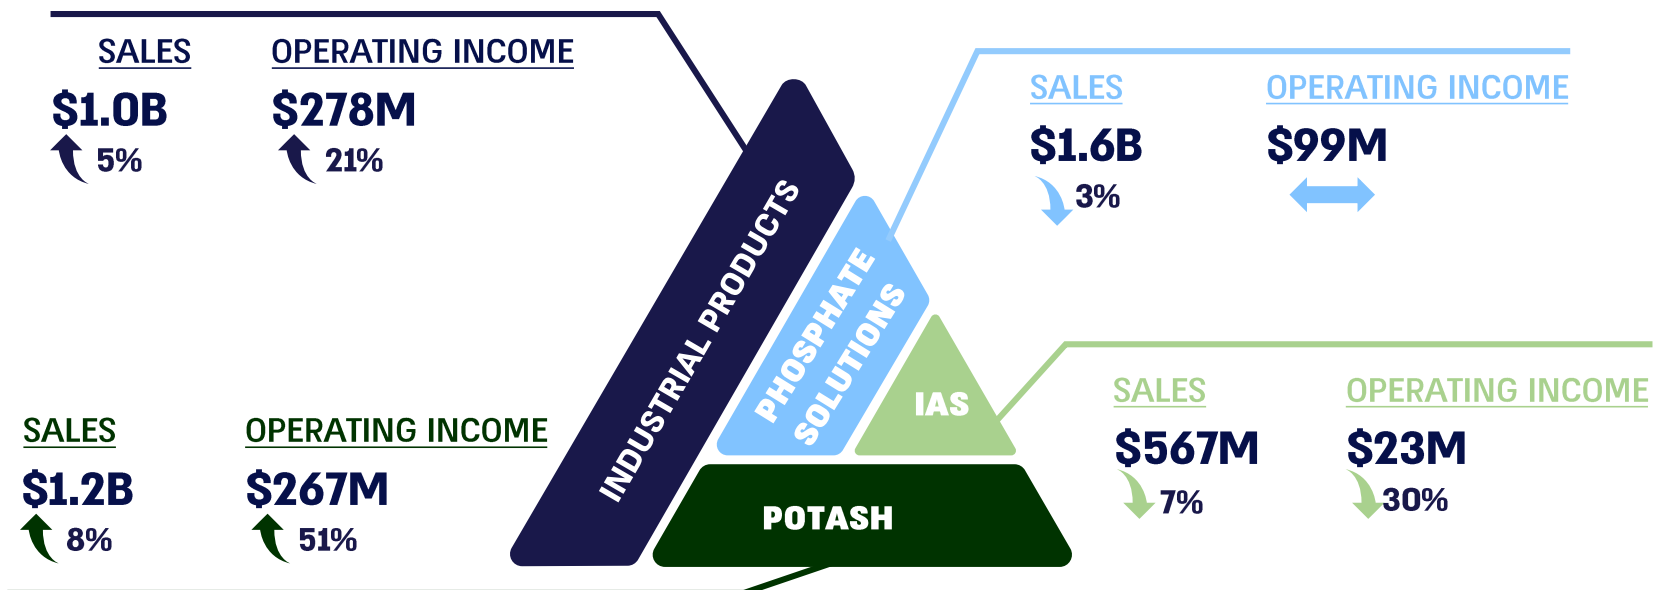 SALES OPERATING INCOME
$1.0B $278M
5% 21%
SALES OPERATING INCOME
$1.6B $99M
3%
INDUSTRIAL PRODUCTS
PHOSPHATE
SOLUTIONS
IAS
SALES OPERATING INCOME
$567M $23M
7% 30%
SALES OPERATING INCOME
$1.2B $267M
8% 51%
POTASH